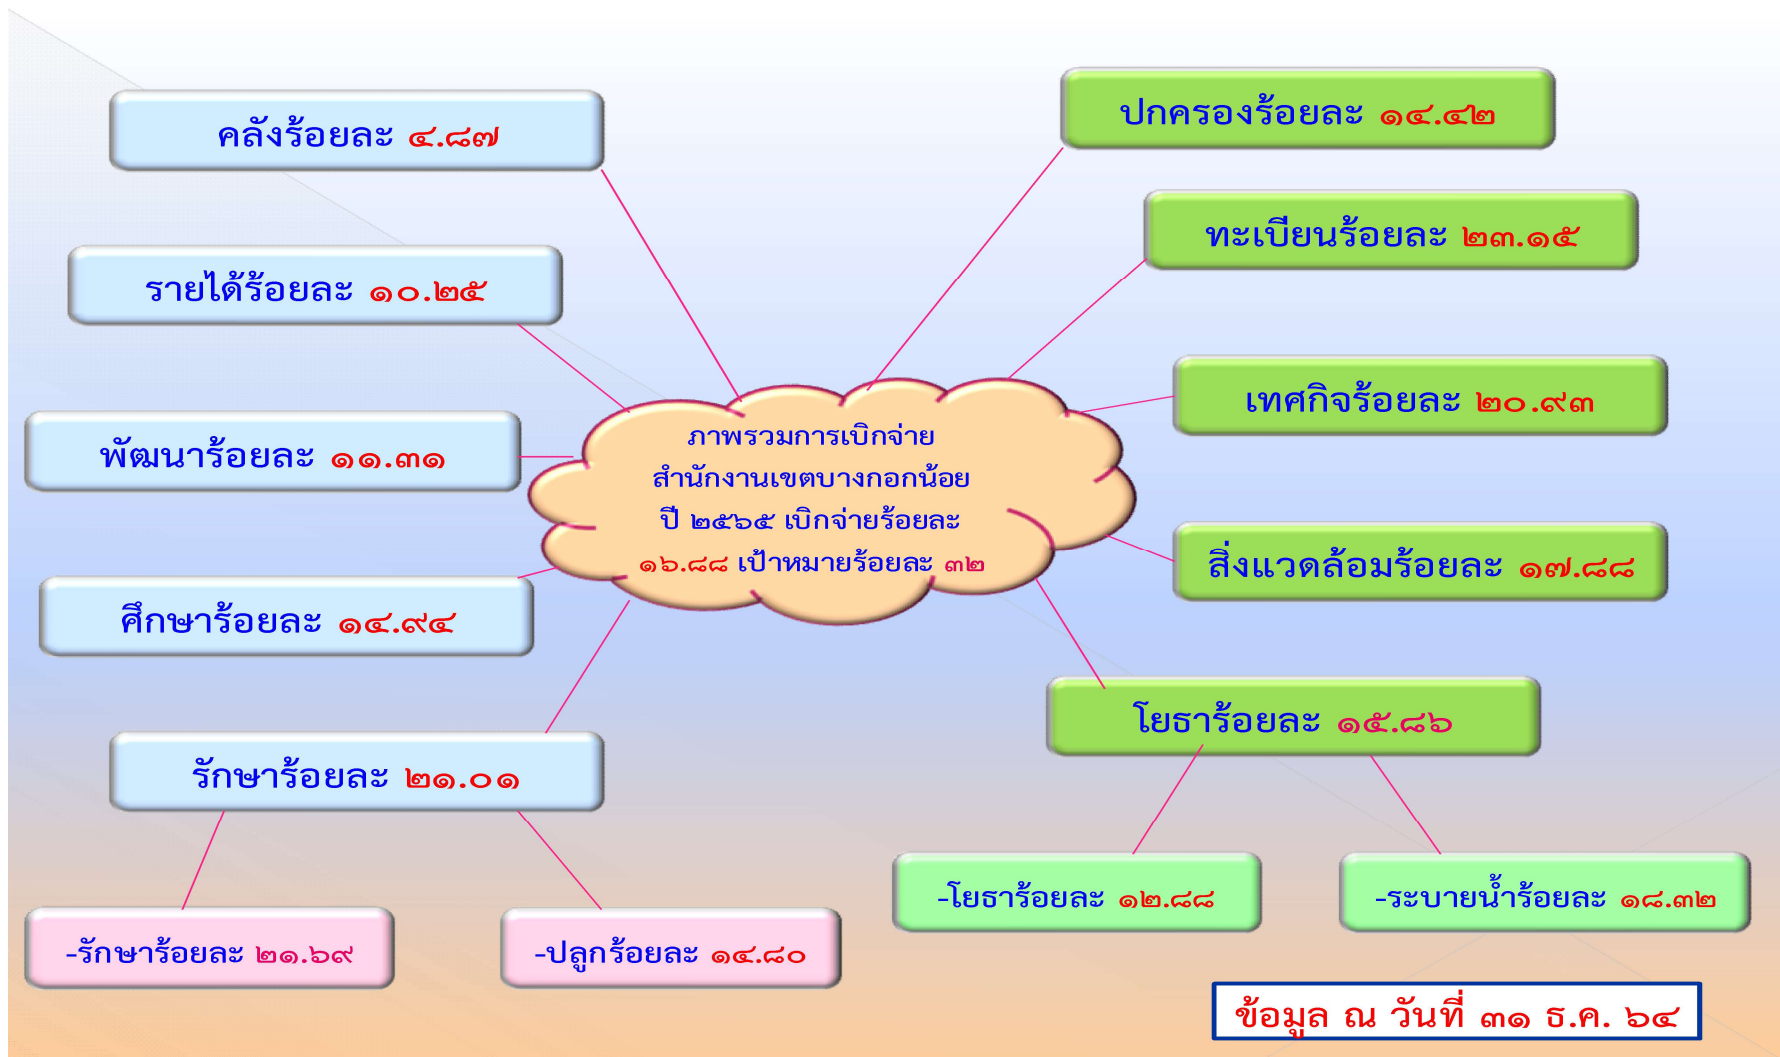 คลังร้อยละ ๔.๘๗
รายได้ร้อยละ ๑๐.๒๕
พัฒนาร้อยละ ๑๑.๓๑
ศึกษาร้อยละ ๑๔.๙๔
รักษาร้อยละ ๒๑.๐๑
-รักษาร้อยละ ๒๑.๖๙
-ปลูกร้อยละ ๑๔.๘๐
ภาพรวมการเบิกจ่าย
สำนักงานเขตบางกอกน้อย
ปี ๒๕๖๕ เบิกจ่ายร้อยละ
๑๖.๘๘ เป้าหมายร้อยละ ๓๒
ปกครองร้อยละ ๑๔.๔๒
ทะเบียนร้อยละ ๒๓.๑๕
เทศกิจร้อยละ ๒๐.๙๓
สิ่งแวดล้อมร้อยละ ๑๗.๘๘
โยธาร้อยละ ๑๕.๘๖
-โยธาร้อยละ ๑๒.๘๘
-ระบายน้ำร้อยละ ๑๘.๓๒
ข้อมูล ณ วันที่ ๓๑ ธ.ค. ๖๔